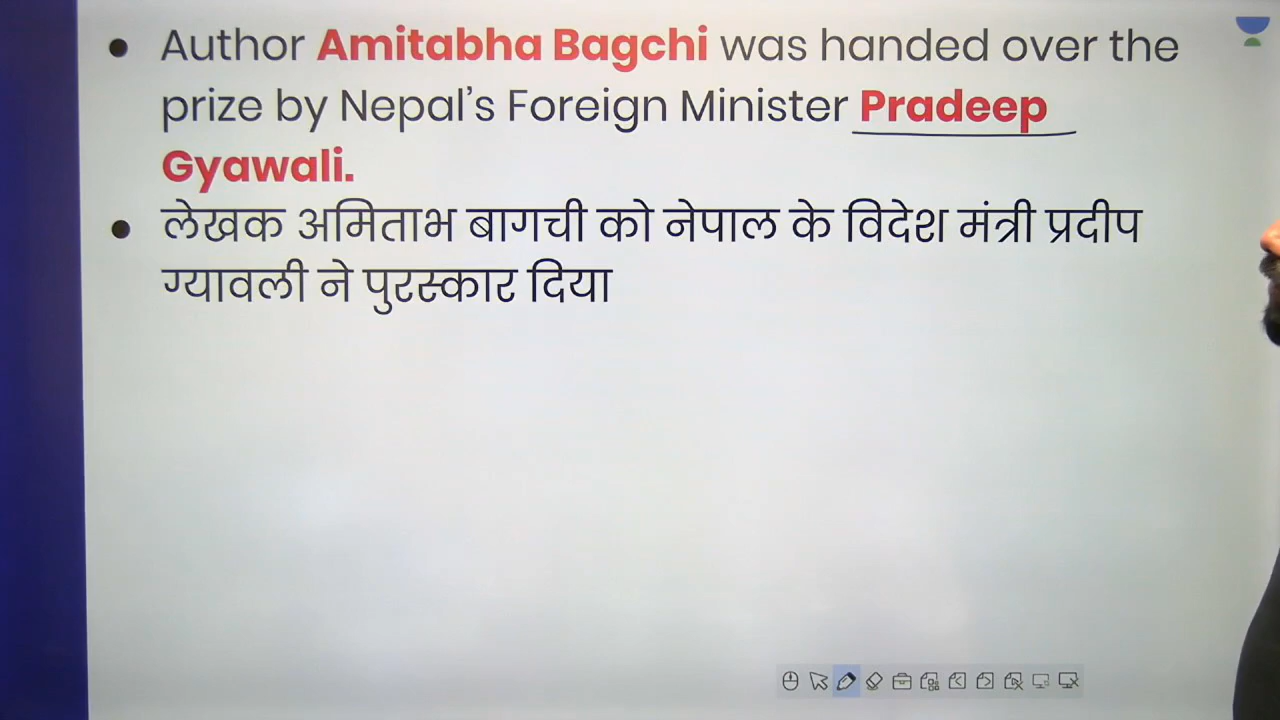 Author Amitabha Bagchi was handed over the
prize by Nepal's Foreign Minister Pradeep
Gyawali.
लेखक अमिताभ बागची को नेपाल के विदेश मंत्री प्रदीप
ग्यावली ने पुरस्कार दिया